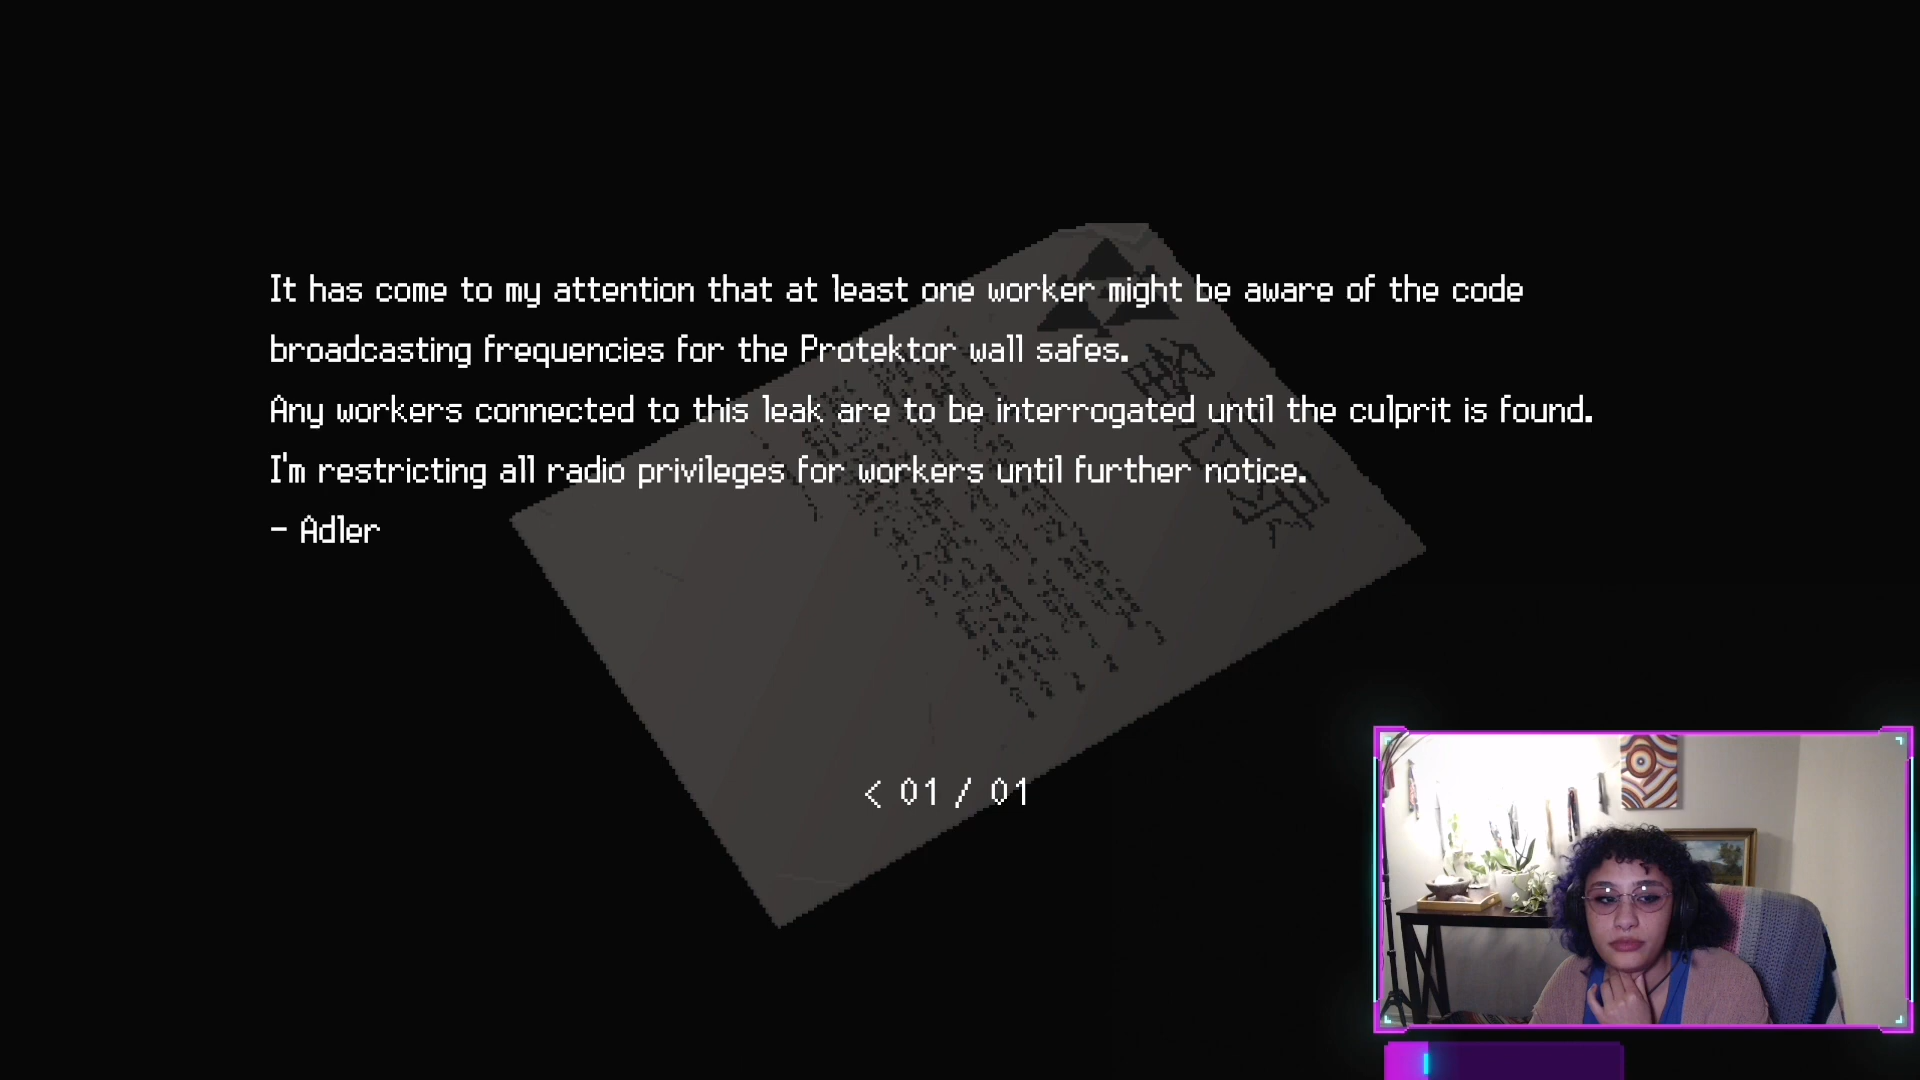 It has come to my attention that at least one worker might be aware of the code
broadcasting frequencies for the Protektor wall safes.
Any workers connected to this leak are to be interrogated until the culprit is found.
I'm restricting all radio privileges for workers until further notice.
- Adler
< 01 / 01